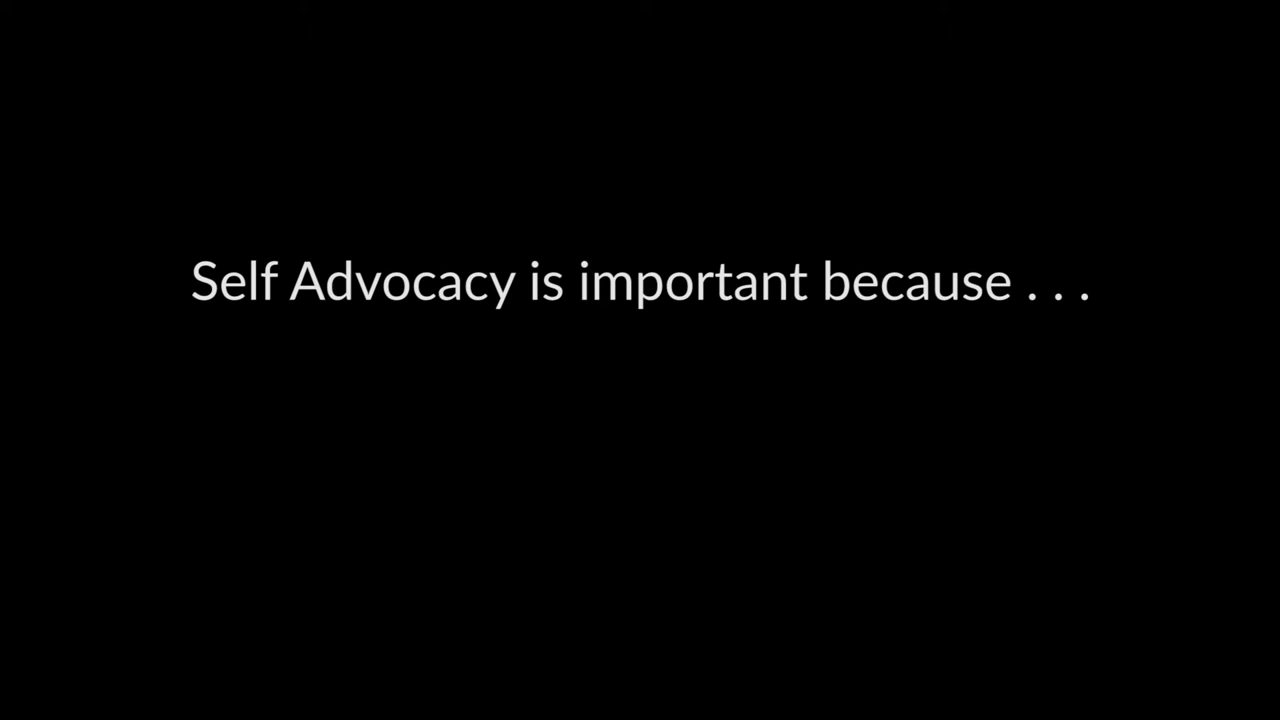 Self Advocacy is important because . . .